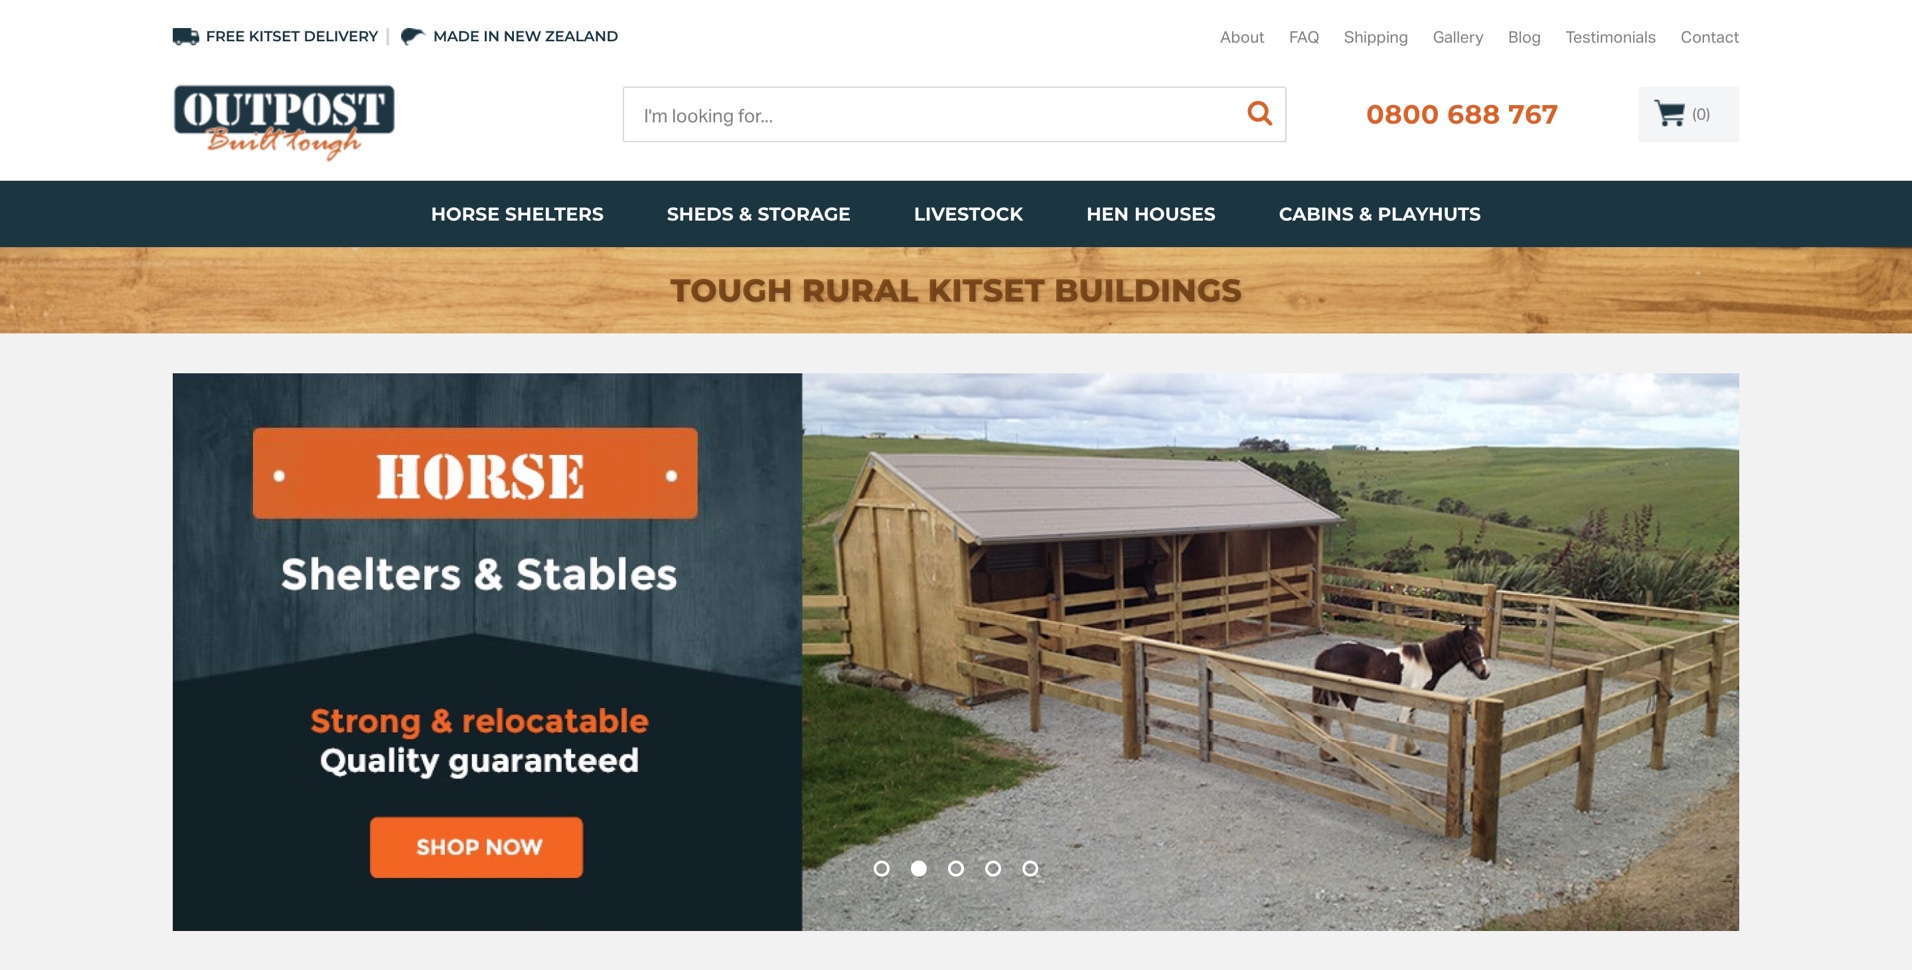 FREE KITSET DELIVERY | MADE IN NEW ZEALAND
About FAQ Shipping Gallery Blog Testimonials Contact
OUTPOST
Built tough
I'm looking for...
0800 688 767
(0)
HORSE SHELTERS SHEDS & STORAGE LIVESTOCK HEN HOUSES CABINS & PLAYHUTS
TOUGH RURAL KITSET BUILDINGS
HORSE
Shelters & Stables
Strong & relocatable
Quality guaranteed
SHOP NOW